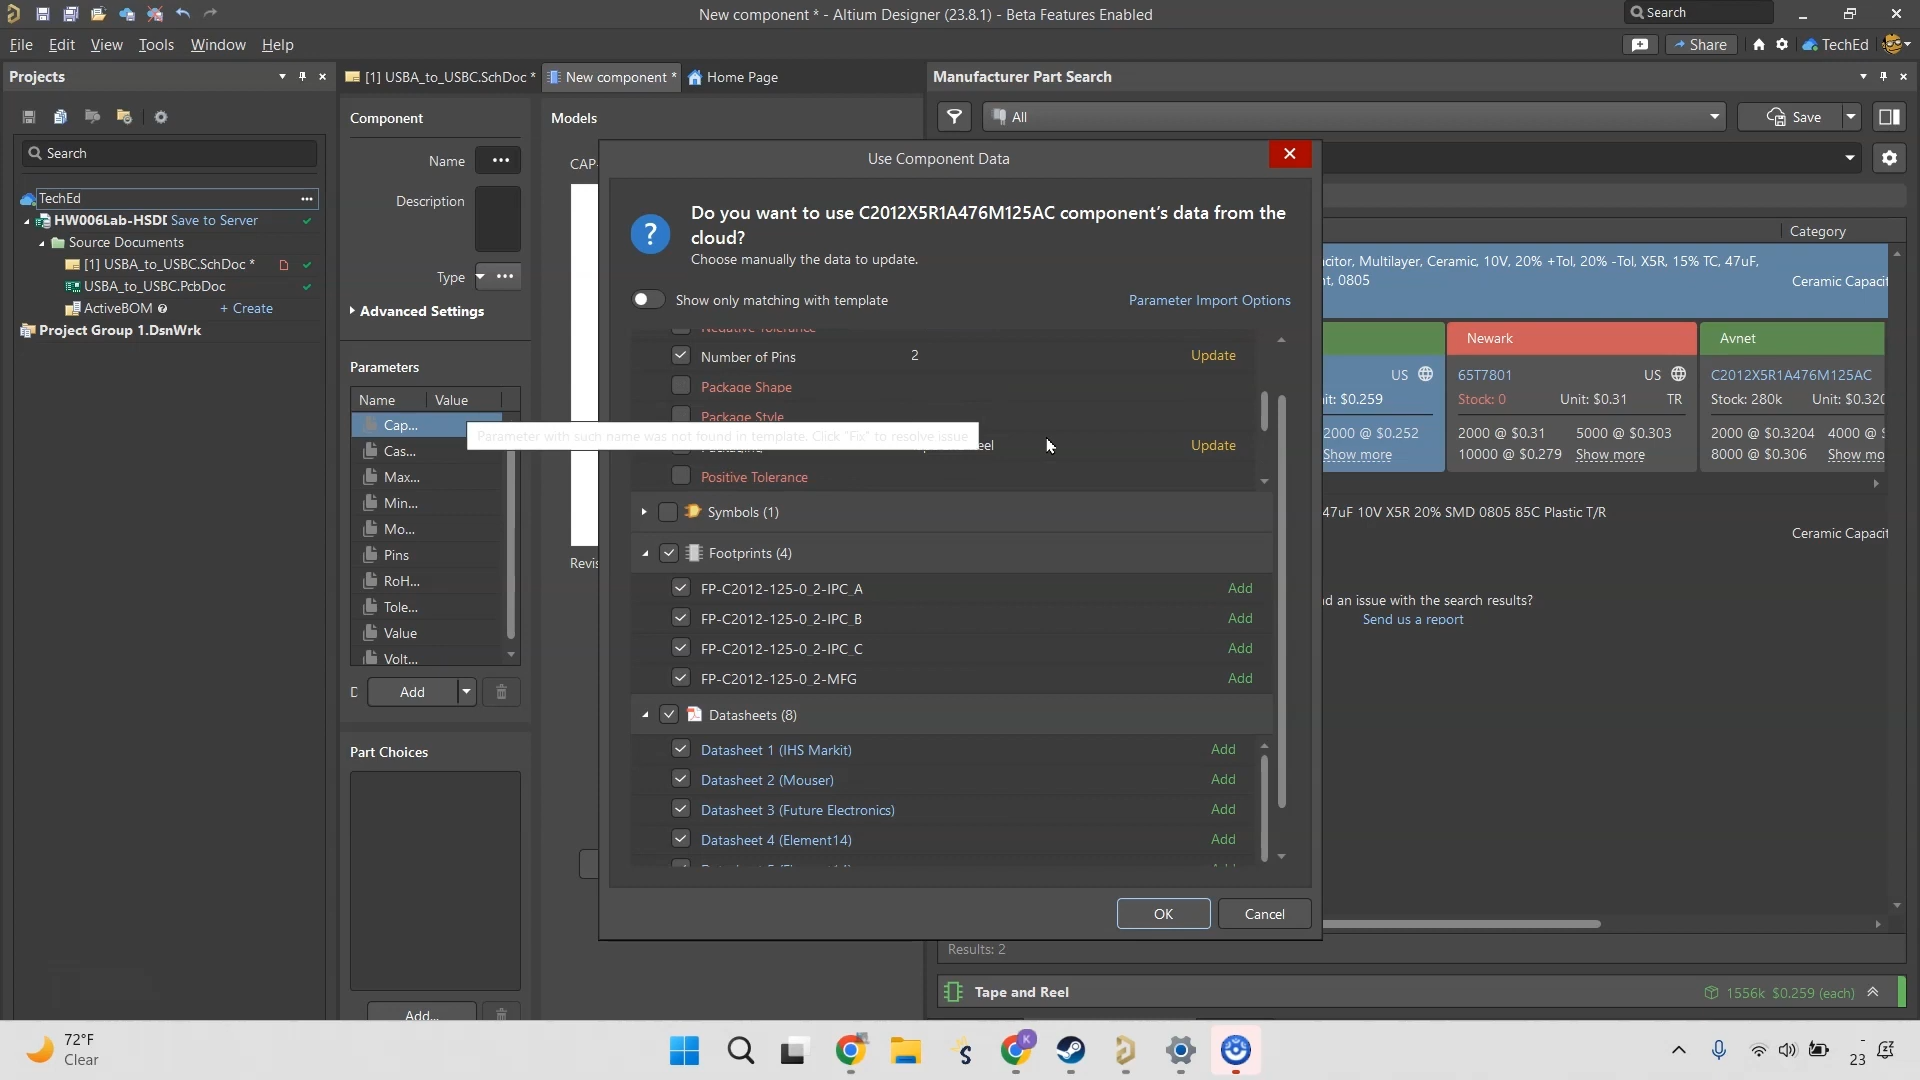 New component * - Altium Designer (23.8.1) - Beta Features Enabled
Search
File Edit View Tools Window Help
Share
TechEd
Projects
[1] USBA_to_USBC.SchDoc *
New component *
Home Page
Manufacturer Part Search
All
Save
Search
TechEd
HW006Lab-HSDI Save to Server
Source Documents
[1] USBA_to_USBC.SchDoc *
USBA_to_USBC.PcbDoc
ActiveBOM
+ Create
Project Group 1.DsnWrk
Component
Name
Description
Type
Advanced Settings
Parameters
Name Value
Cap...
Cas...
Max...
Min...
Mo...
Pins
RoH...
Tole...
Value
Volt...
Add
Part Choices
Add...
Models
CAP-
Revis
Use Component Data
Do you want to use C2012X5R1A476M125AC component's data from the
cloud?
Choose manually the data to update.
Show only matching with template
Parameter Import Options
Negative Tolerance
Number of Pins 2 Update
Package Shape
Package Style
Parameter with such name was not found in template. Click "Fix" to resolve issue
eel Update
Positive Tolerance
Symbols (1)
Footprints (4)
FP-C2012-125-0_2-IPC_A Add
FP-C2012-125-0_2-IPC_B Add
FP-C2012-125-0_2-IPC_C Add
FP-C2012-125-0_2-MFG Add
Datasheets (8)
Datasheet 1 (IHS Markit) Add
Datasheet 2 (Mouser) Add
Datasheet 3 (Future Electronics) Add
Datasheet 4 (Element14) Add
OK Cancel
Category
citor, Multilayer, Ceramic, 10V, 20% +Tol, 20% -Tol, X5R, 15% TC, 47uF,
nt, 0805
Ceramic Capacit
Newark
Avnet
US
it: $0.259
2000 @ $0.252
Show more
65T7801 US
Stock: 0 Unit: $0.31 TR
2000 @ $0.31 5000 @ $0.303
10000 @ $0.279 Show more
C2012X5R1A476M125AC
Stock: 280k Unit: $0.320
2000 @ $0.3204 4000 @ $
8000 @ $0.306 Show mo
47uF 10V X5R 20% SMD 0805 85C Plastic T/R
Ceramic Capacit
d an issue with the search results?
Send us a report
Results: 2
Tape and Reel
1556k $0.259 (each)
72°F
Clear
K
23